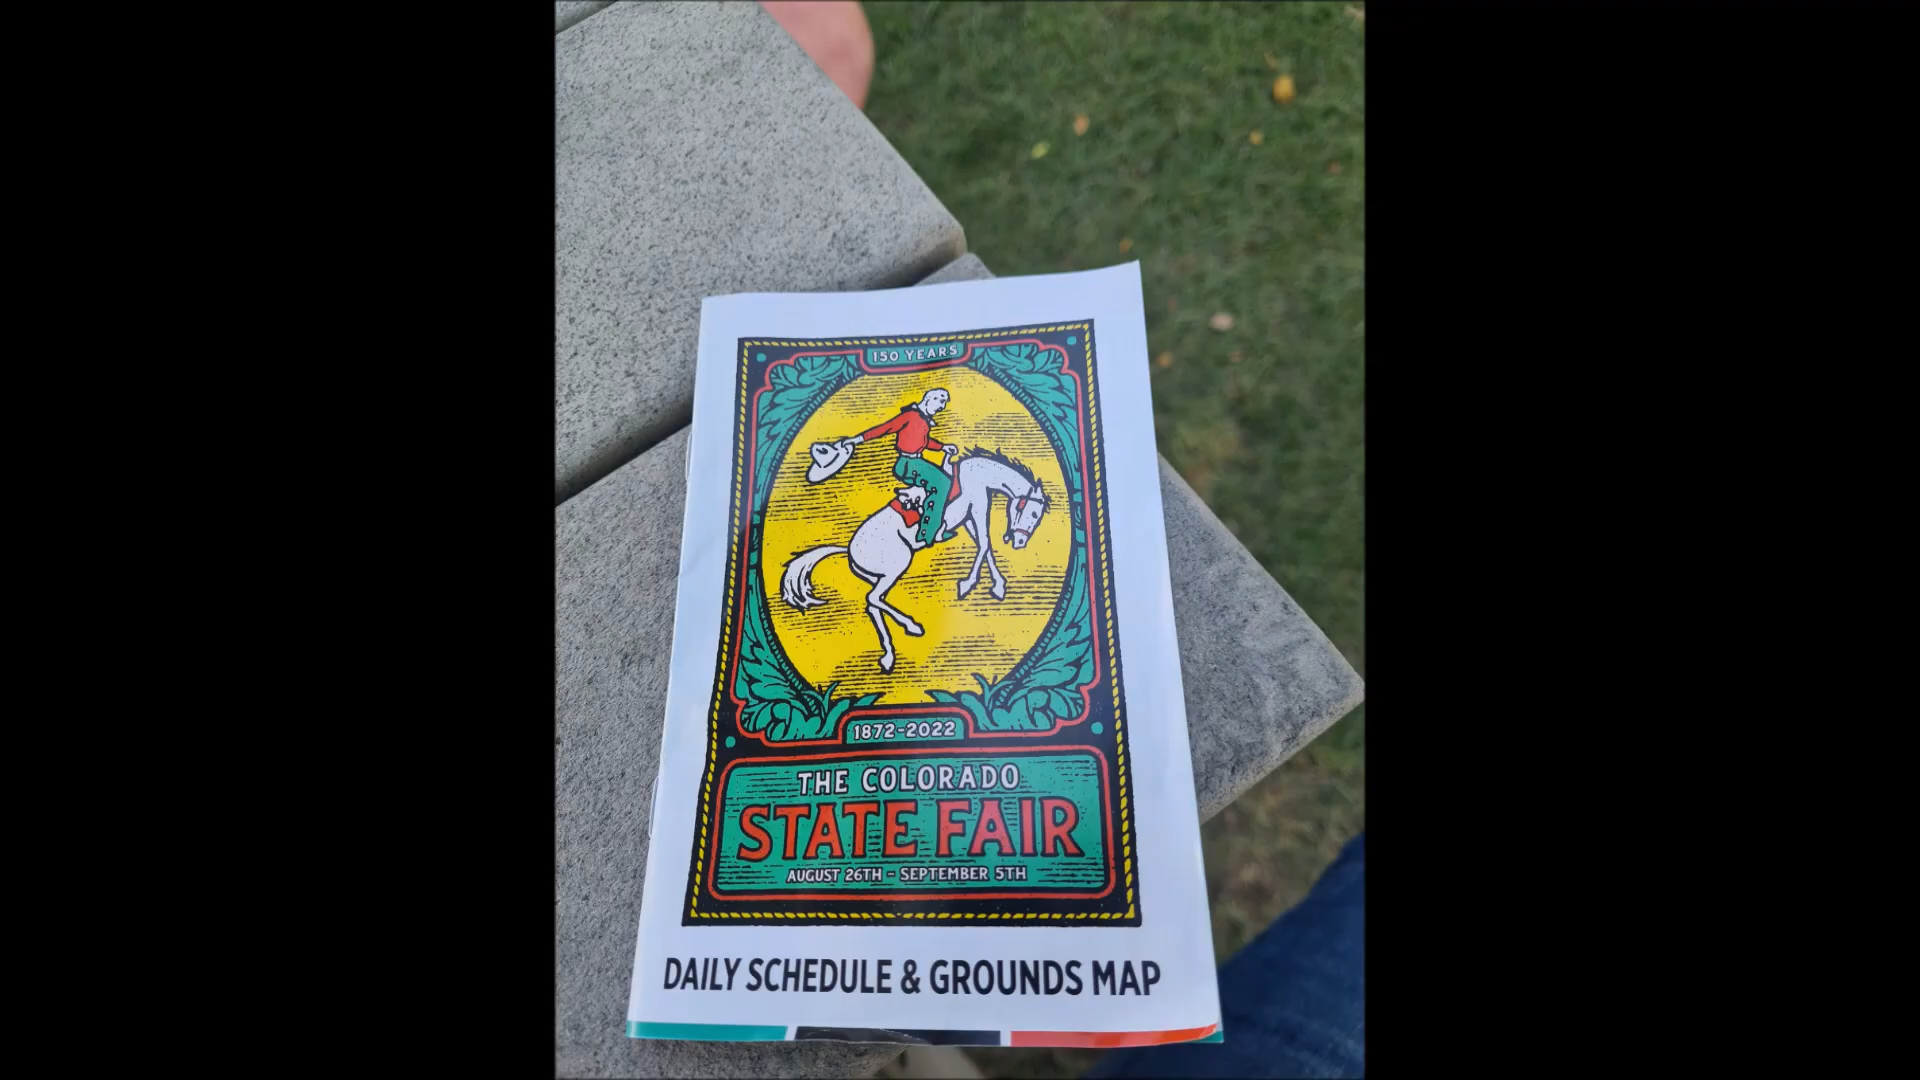 150 YEARS
1872-2022
THE COLORADO
STATE FAIR
AUGUST 26TH - SEPTEMBER 5TH
DAILY SCHEDULE & GROUNDS MAP